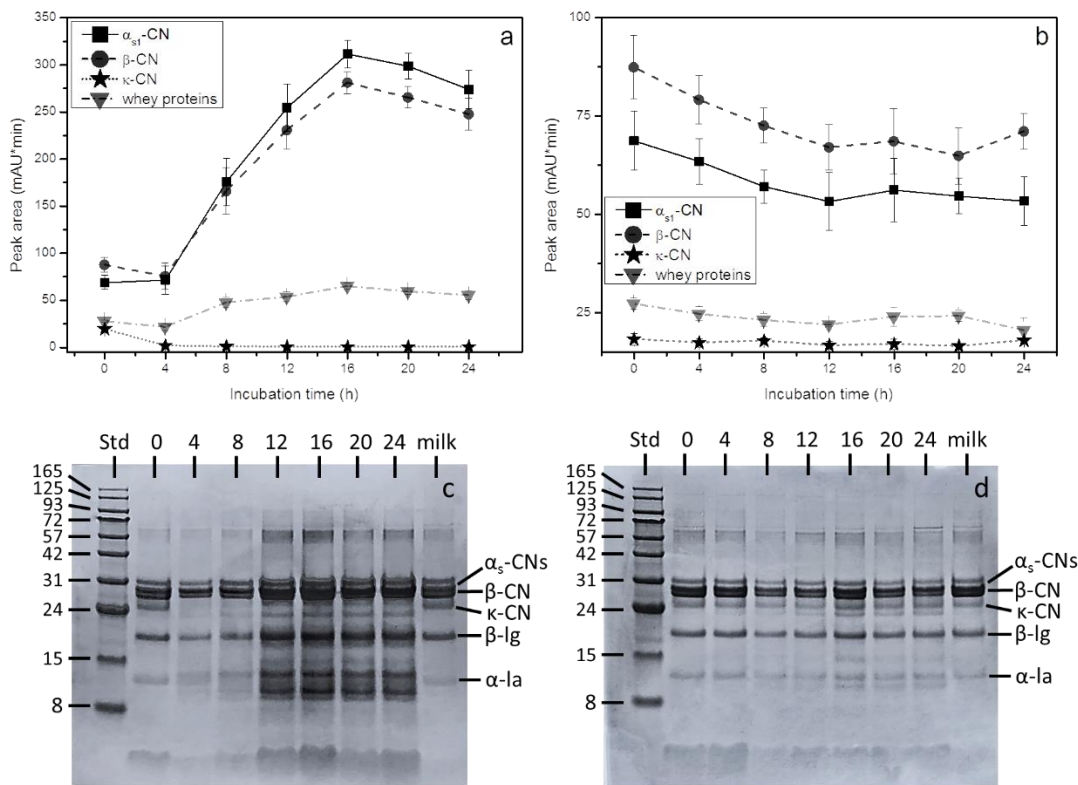 a
350
300
250
200
150
100
50
0
Peak area (mAU*min)
αs1-CN
β-CN
κ-CN
whey proteins
0 4 8 12 16 20 24
Incubation time (h)
b
100
75
50
25
Peak area (mAU*min)
αs1-CN
β-CN
κ-CN
whey proteins
0 4 8 12 16 20 24
Incubation time (h)
Std 0 4 8 12 16 20 24 milk
c
165
125
93
72
57
42
31
24
15
8
αs-CNs
β-CN
κ-CN
β-lg
α-la
Std 0 4 8 12 16 20 24 milk
d
165
125
93
72
57
42
31
24
15
8
αs-CNs
β-CN
κ-CN
β-lg
α-la